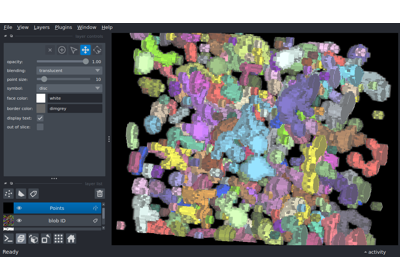 File View Layers Plugins Window Help
opacity: 1.00
blending: translucent
point size: 10
symbol: disc
face color: white
border color: dimgrey
display text: ✓
out of slice:
Points
blob ID
Ready
activity